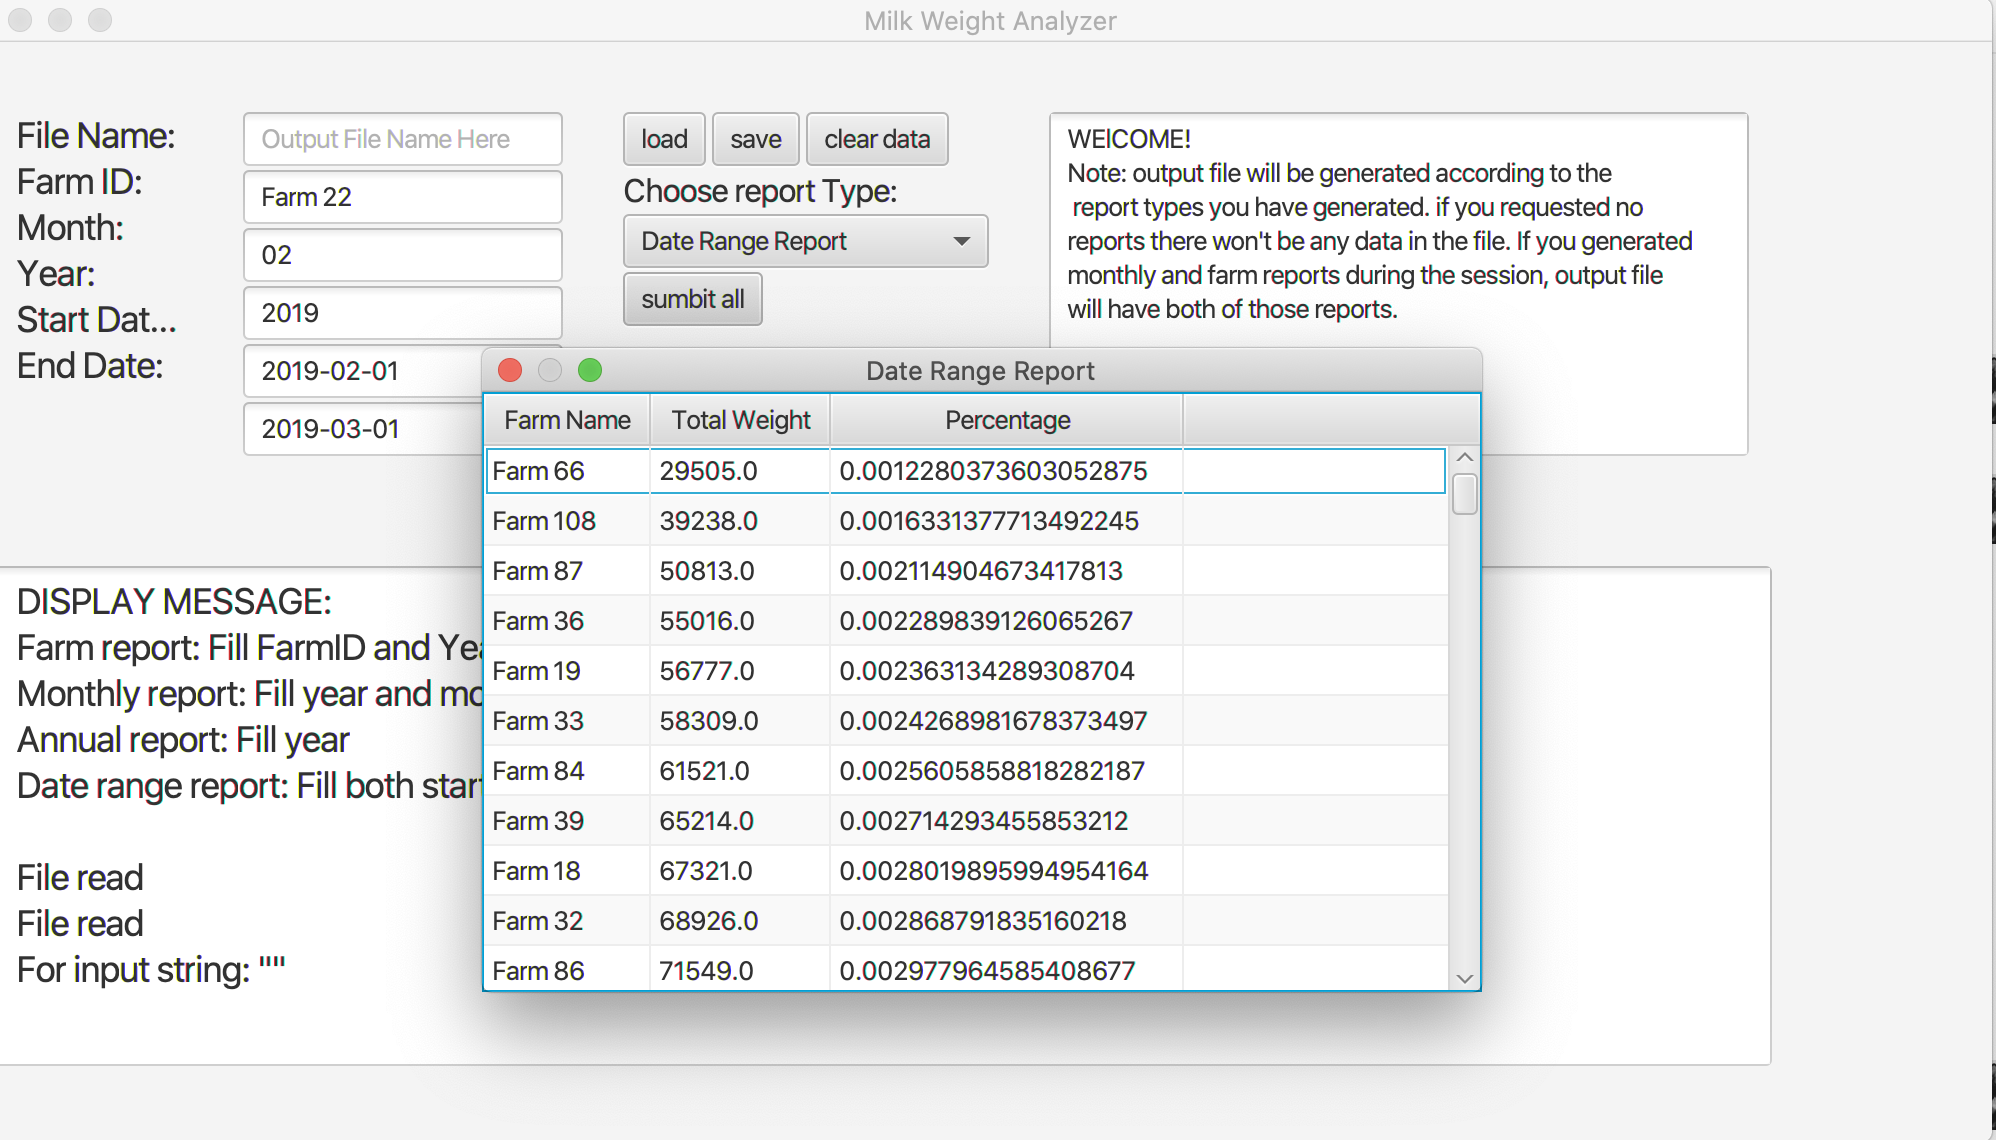 Milk Weight Analyzer
File Name:
Farm ID:
Month:
Year:
Start Dat...
End Date:
Output File Name Here
Farm 22
02
2019
2019-02-01
2019-03-01
load save clear data
Choose report Type:
Date Range Report
sumbit all
WElCOME!
Note: output file will be generated according to the
report types you have generated. if you requested no
reports there won't be any data in the file. If you generated
monthly and farm reports during the session, output file
will have both of those reports.
DISPLAY MESSAGE:
Farm report: Fill FarmID and
Monthly report: Fill year and
Annual report: Fill year
Date range report: Fill both
File read
File read
For input string: ""
Date Range Report
Farm Name Total Weight Percentage
Farm 66 29505.0 0.0012280373603052875
Farm 108 39238.0 0.0016331377713492245
Farm 87 50813.0 0.002114904673417813
Farm 36 55016.0 0.002289839126065267
Farm 19 56777.0 0.002363134289308704
Farm 33 58309.0 0.0024268981678373497
Farm 84 61521.0 0.0025605858818282187
Farm 39 65214.0 0.002714293455853212
Farm 18 67321.0 0.0028019895994954164
Farm 32 68926.0 0.002868791835160218
Farm 86 71549.0 0.002977964585408677